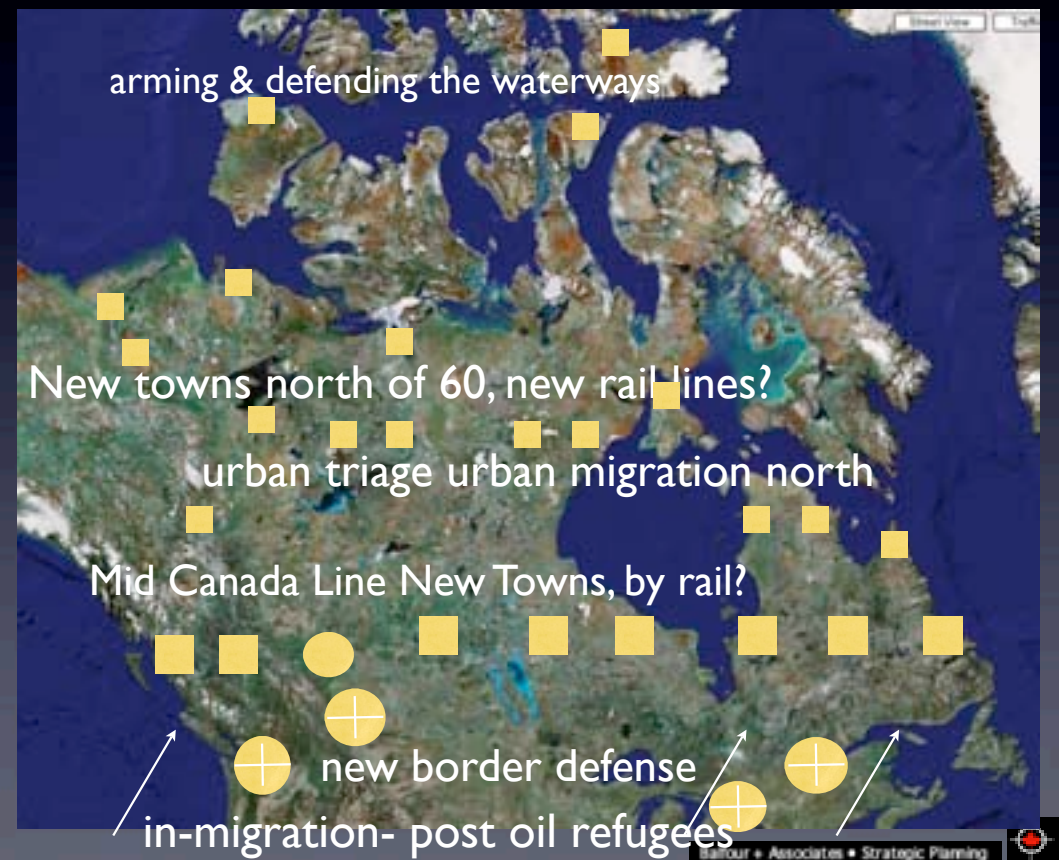 Street View
arming & defending the waterways
New towns north of 60, new rail lines?
urban triage urban migration north
Mid Canada Line New Towns, by rail?
new border defense
in-migration- post oil refugees
Balfour + Associates • Strategic Planning